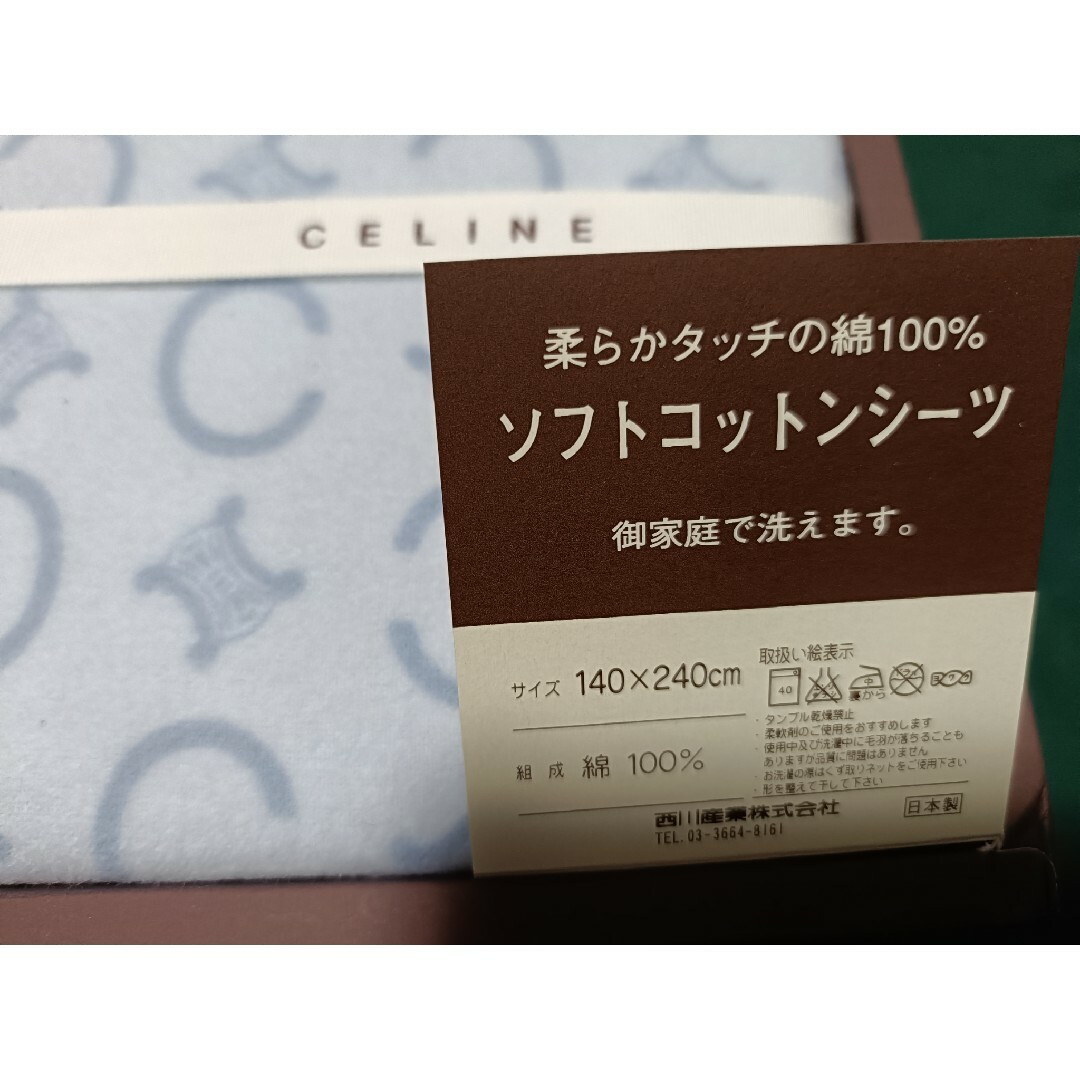 CELINE
柔らかタッチの綿100%
ソフトコットンシーツ
御家庭で洗えます。
サイズ 140×240cm
組成 綿 100%
取扱い絵表示
40 中 裏から
・タンブル乾燥禁止
・柔軟剤のご使用をおすすめします
・使用中及び洗濯中に毛羽が落ちることも
ありますが品質に問題はありません
・お洗濯の際はくず取りネットをご使用下さい
・形を整えて干して下さい
西川産業株式会社
TEL.03-3664-8161
日本製